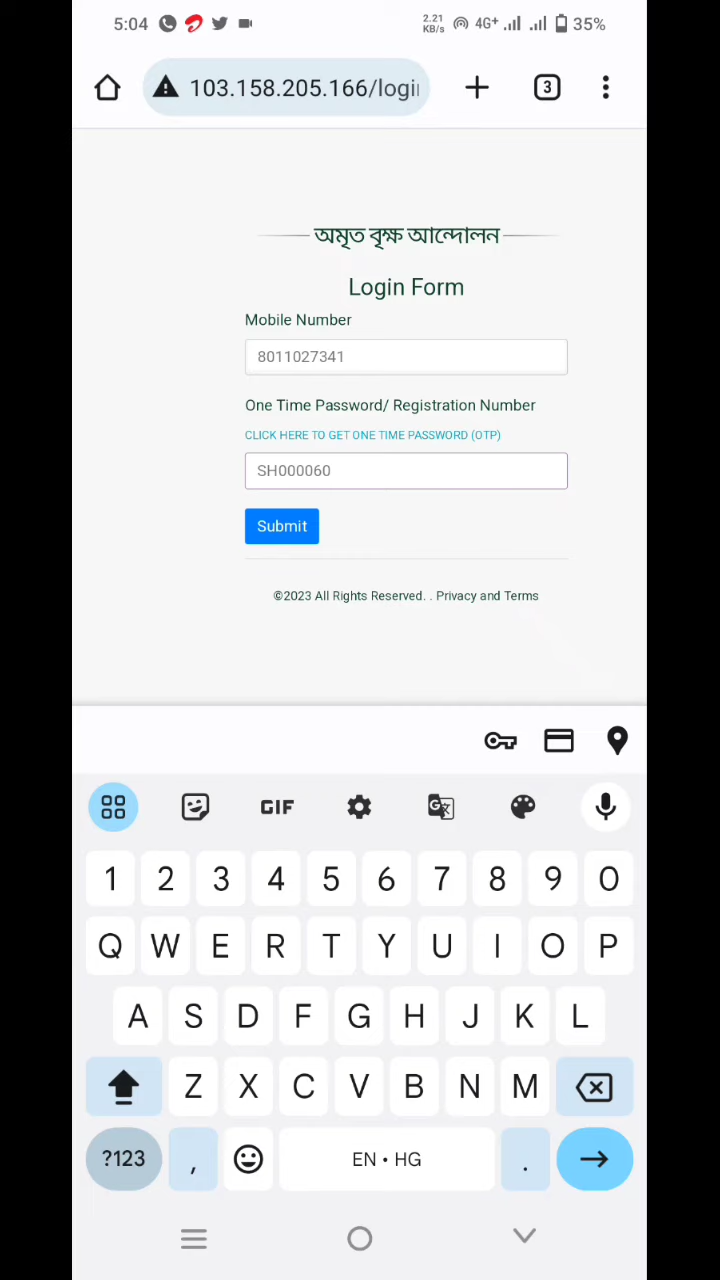 5:04 2.21 KB/s 4G+ 35%
103.158.205.166/logi
3
অমৃত বৃক্ষ আন্দোলন
Login Form
Mobile Number
8011027341
One Time Password/ Registration Number
CLICK HERE TO GET ONE TIME PASSWORD (OTP)
SH000060
Submit
©2023 All Rights Reserved. . Privacy and Terms
GIF
1 2 3 4 5 6 7 8 9 0
Q W E R T Y U I O P
A S D F G H J K L
Z X C V B N M
?123 , EN • HG .